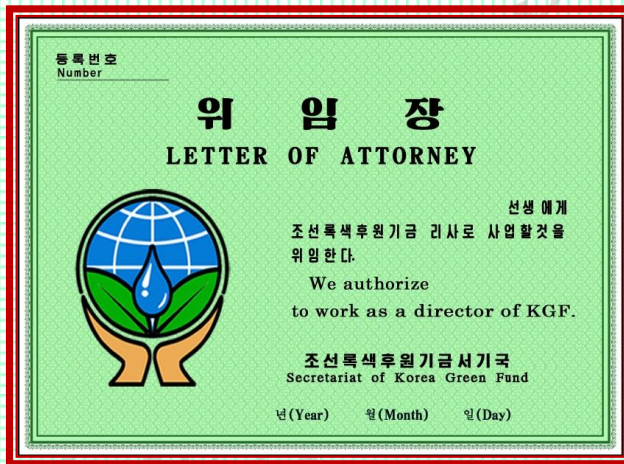 등록번호
Number
위 임 장
LETTER OF ATTORNEY
선생 에게
조선록색후원기금 리사로 사업할것을
위임한다.
We authorize
to work as a director of KGF.
조선록색후원기금서기국
Secretariat of Korea Green Fund
년(Year) 월(Month) 일(Day)